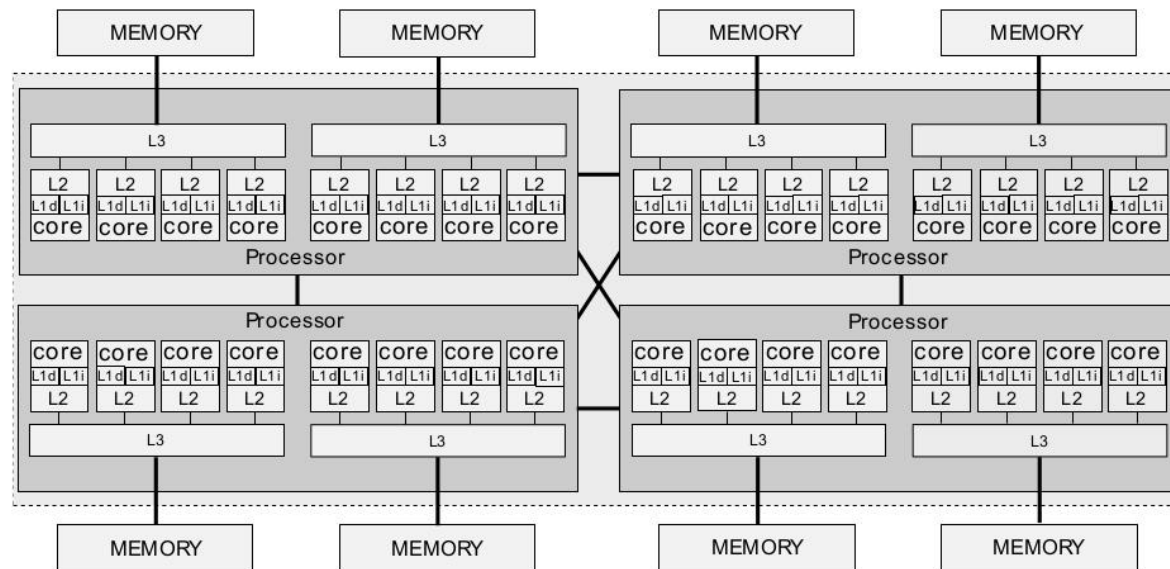 MEMORY MEMORY MEMORY MEMORY
L3 L3 L3 L3
L2 L2 L2 L2 L2 L2 L2 L2 L2 L2 L2 L2 L2 L2 L2 L2
L1d L1i L1d L1i L1d L1i L1d L1i L1d L1i L1d L1i L1d L1i L1d L1i L1d L1i L1d L1i L1d L1i L1d L1i L1d L1i L1d L1i L1d L1i L1d L1i
core core core core core core core core core core core core core core core core
Processor Processor
Processor Processor
core core core core core core core core core core core core core core core core
L1d L1i L1d L1i L1d L1i L1d L1i L1d L1i L1d L1i L1d L1i L1d L1i L1d L1i L1d L1i L1d L1i L1d L1i L1d L1i L1d L1i L1d L1i L1d L1i
L2 L2 L2 L2 L2 L2 L2 L2 L2 L2 L2 L2 L2 L2 L2 L2
L3 L3 L3 L3
MEMORY MEMORY MEMORY MEMORY